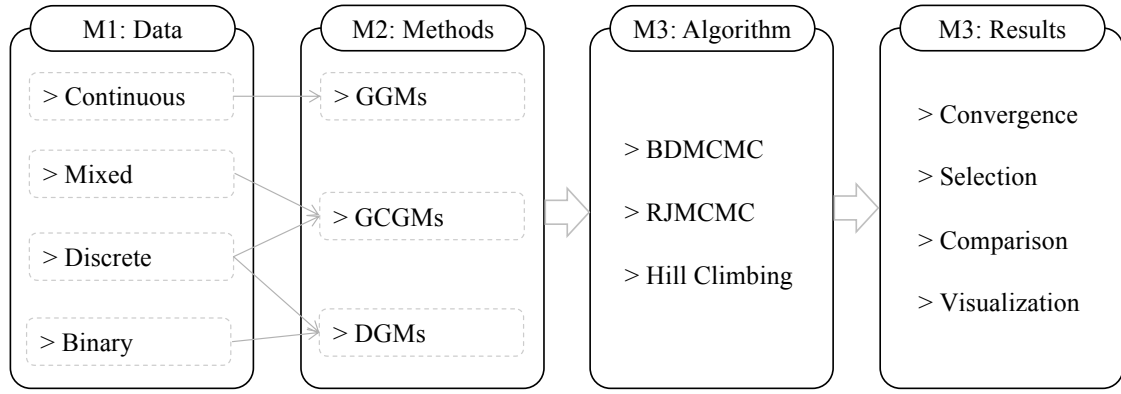 M1: Data
> Continuous
> Mixed
> Discrete
> Binary
M2: Methods
> GGMs
> GCGMs
> DGMs
M3: Algorithm
> BDMCMC
> RJMCMC
> Hill Climbing
M3: Results
> Convergence
> Selection
> Comparison
> Visualization